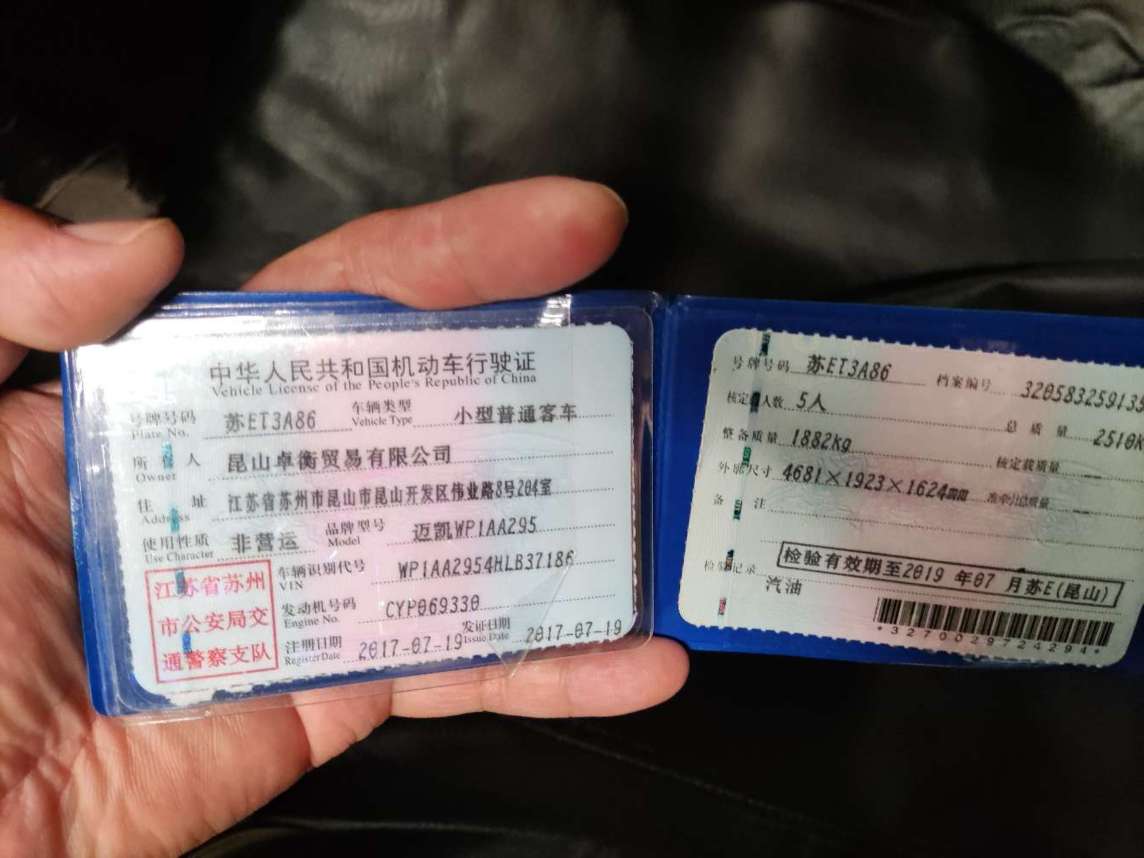 中华人民共和国机动车行驶证
Vehicle License of the People's Republic of China
号牌号码 苏ET3A86 车辆类型 小型普通客车
Plate No. Vehicle Type
所有人 昆山卓衡贸易有限公司
Owner
住址 江苏省苏州市昆山市昆山开发区伟业路8号204室
Address
使用性质 非营运 品牌型号 迈凯WP1AA295
Use Character Model
江苏省苏州
市公安局交
通警察支队
车辆识别代号 WP1AA2954HLB37186
VIN
发动机号码 CYP069330
Engine No.
注册日期 2017-07-19 发证日期 2017-07-19
Register Date Issue Date
号牌号码 苏ET3A86 档案编号 320583259135
核定人数 5人 总质量 2510K
整备质量 1882kg 核定载质量
外廓尺寸 4681×1923×1624mm 准牵引总质量
备注
检验记录 检验有效期至2019年07月苏E(昆山)
汽油
*3270029724294*